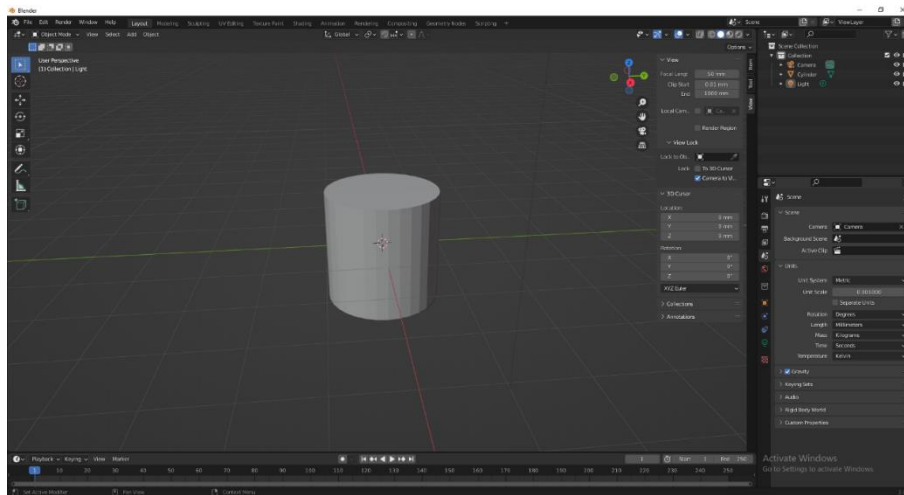 Blender
File Edit Render Window Help Layout Modeling Sculpting UV Editing Texture Paint Shading Animation Rendering Compositing Geometry Nodes Scripting + Scene ViewLayer
Object Mode View Select Add Object Global
Options
User Perspective
(1) Collection | Light
View
Focal Lengt 50 mm
Clip Start 0.01 mm
End 1000 mm
Local Cam..
Render Region
View Lock
Lock to Ob..
Lock To 3D Cursor
Camera to Vi...
3D Cursor
Location:
X 0 mm
Y 0 mm
Z 0 mm
Rotation:
X 0°
Y 0°
Z 0°
XYZ Euler
Collections
Annotations
Item
Tool
View
Scene Collection
Collection
Camera
Cylinder
Light
Scene
Scene
Camera Camera
Background Scene
Active Clip
Units
Unit System Metric
Unit Scale 0.001000
Separate Units
Rotation Degrees
Length Millimeters
Mass Kilograms
Time Seconds
Temperature Kelvin
Gravity
Keying Sets
Audio
Rigid Body World
Custom Properties
Playback Keying View Marker 1 Start 1 End 250
1 10 20 30 40 50 60 70 80 90 100 110 120 130 140 150 160 170 180 190 200 210 220 230 240 250
Activate Windows
Go to Settings to activate Windows.
Set Active Modifier Pan View Context Menu